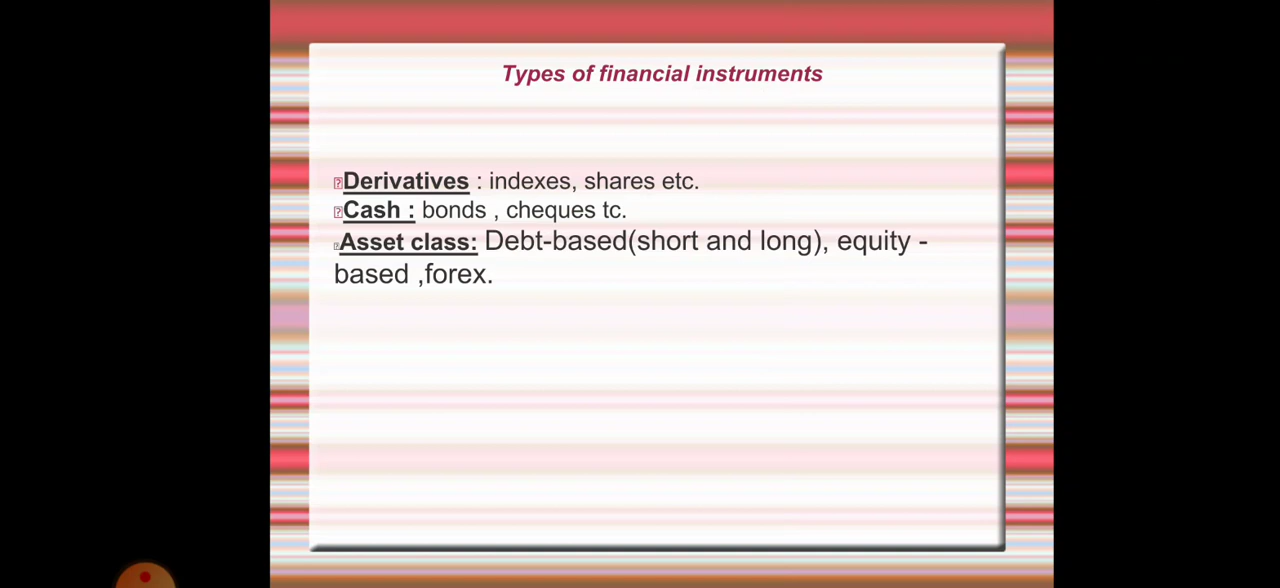 Types of financial instruments
Derivatives : indexes, shares etc.
Cash : bonds , cheques tc.
Asset class: Debt-based(short and long), equity -
based ,forex.